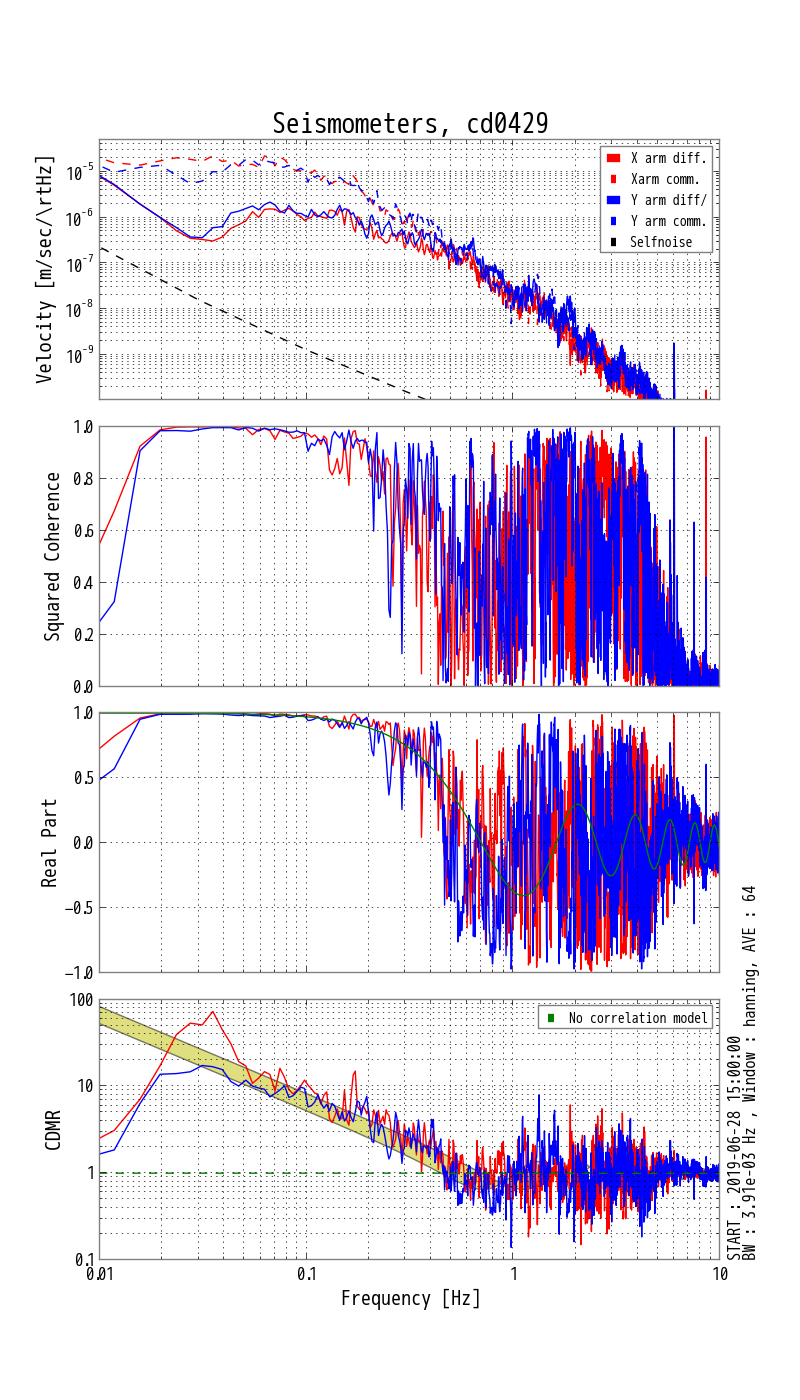 Seismometers, cd0429
Velocity [m/sec/\rtHz]
10-5
10-6
10-7
10-8
10-9
X arm diff.
Xarm comm.
Y arm diff/
Y arm comm.
Selfnoise
Squared Coherence
1.0
0.8
0.6
0.4
0.2
0.0
Real Part
1.0
0.5
0.0
−0.5
−1.0
CDMR
100
10
1
0.1
No correlation model
0.01
0.1
1
10
Frequency [Hz]
START : 2019-06-28 15:00:00
BW : 3.91e-03 Hz , Window : hanning, AVE : 64